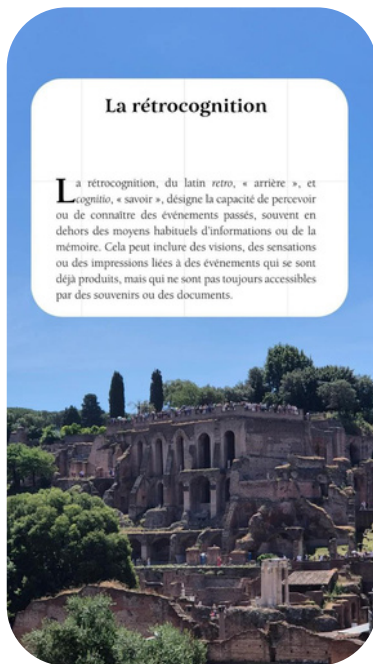 La rétrocognition
La rétrocognition, du latin retro, « arrière », et
cognitio, « savoir », désigne la capacité de percevoir
ou de connaître des événements passés, souvent en
dehors des moyens habituels d'informations ou de la
mémoire. Cela peut inclure des visions, des sensations
ou des impressions liées à des événements qui se sont
déjà produits, mais qui ne sont pas toujours accessibles
par des souvenirs ou des documents.